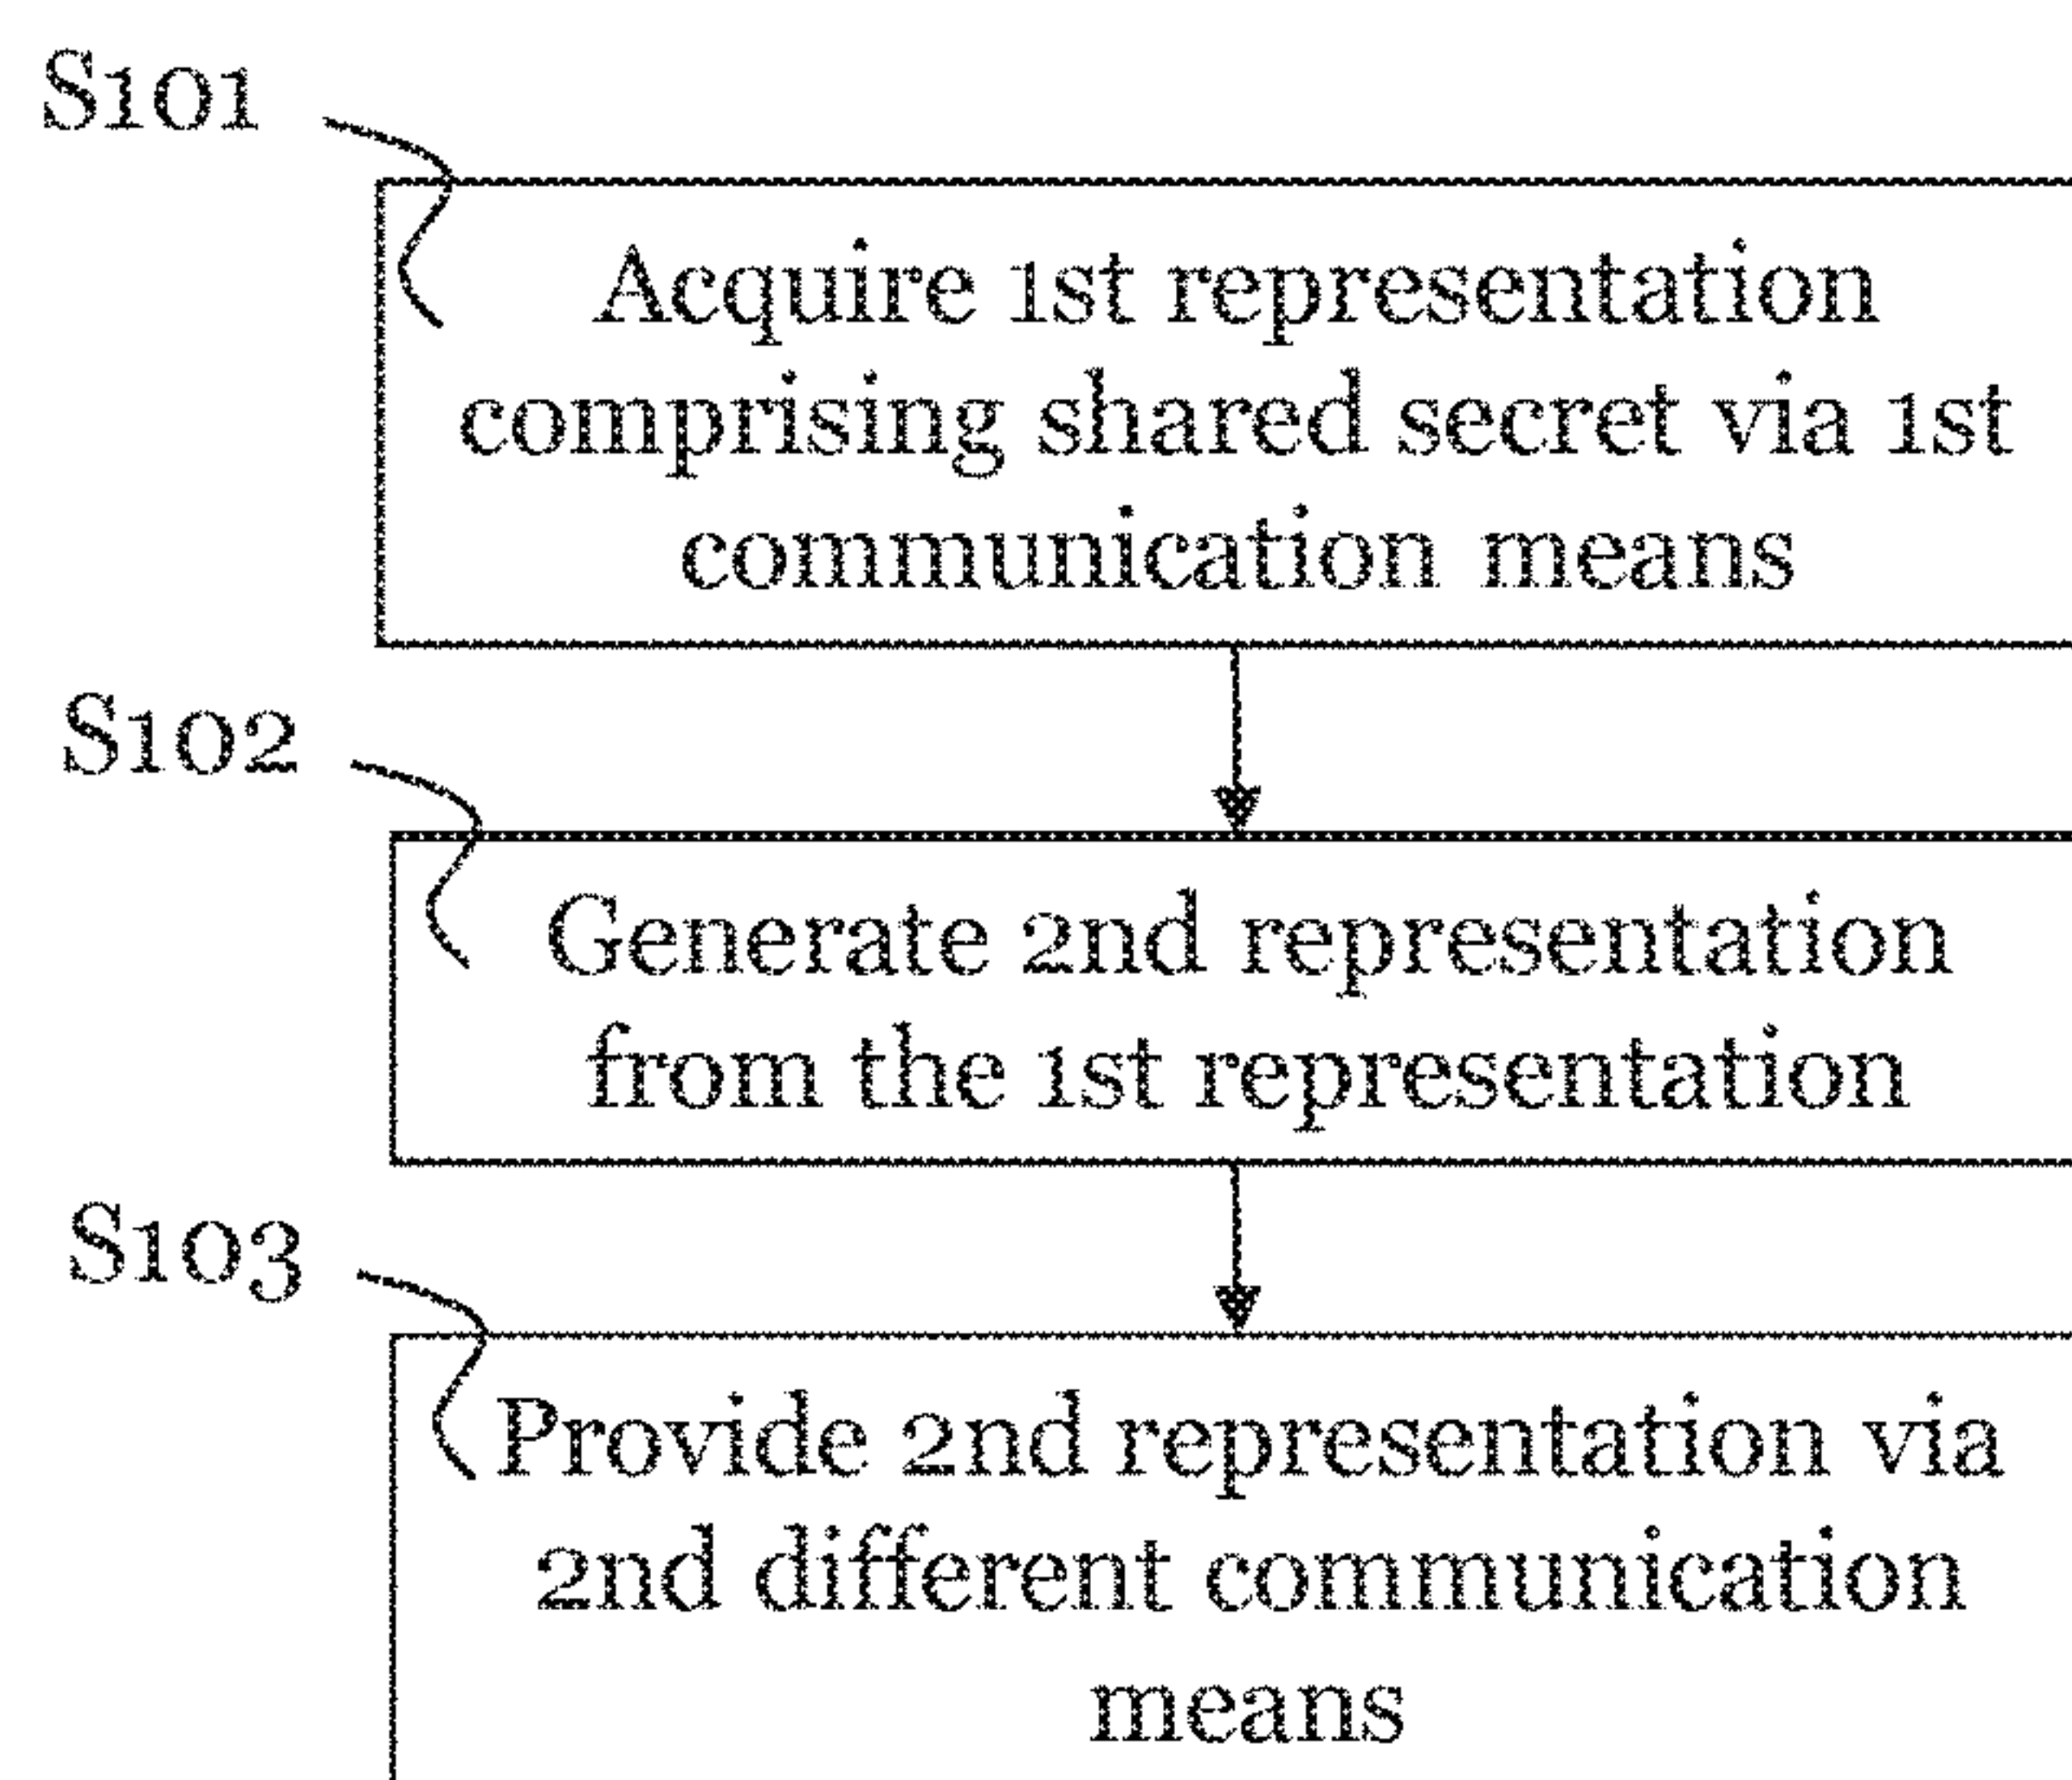 S101
Acquire 1st representation
comprising shared secret via 1st
communication means
S102
Generate 2nd representation
from the 1st representation
S103
Provide 2nd representation via
2nd different communication
means